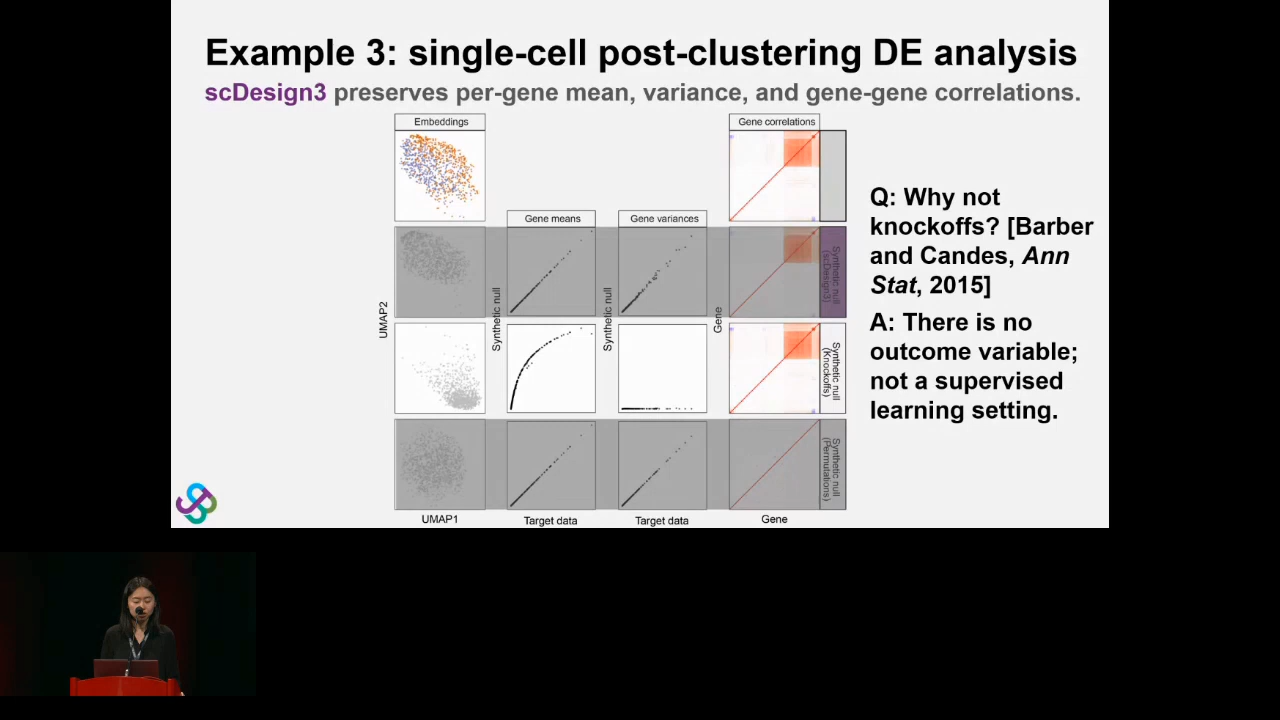 Example 3: single-cell post-clustering DE analysis
scDesign3 preserves per-gene mean, variance, and gene-gene correlations.
Embeddings
Gene correlations
Gene means
Gene variances
Synthetic null
(scDesign3)
Synthetic null
(Knockoffs)
Synthetic null
(Permutations)
UMAP2
Synthetic null
Synthetic null
Gene
UMAP1
Target data
Target data
Gene
Q: Why not
knockoffs? [Barber
and Candes, Ann
Stat, 2015]
A: There is no
outcome variable;
not a supervised
learning setting.